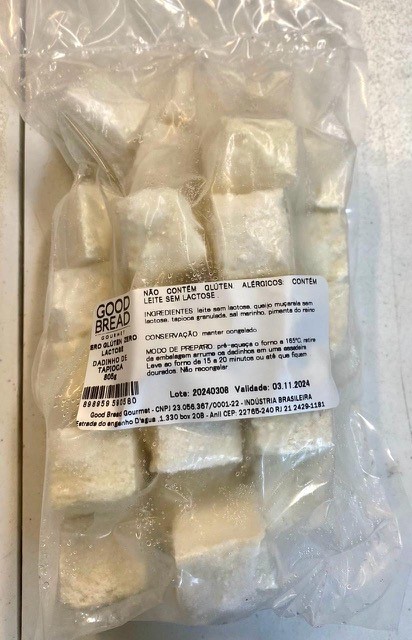 GOOD
BREAD
GOURMET
ZERO GLÚTEN ZERO
LACTOSE
DADINHO DE
TAPIOCA
805g
898959 590580
NÃO CONTÉM GLÚTEN ALÉRGICOS: CONTÉM
LEITE SEM LACTOSE.
INGREDIENTES leite sem lactose, queijo muçarela sem
lactose, tapioca granulada, sal marinho, pimenta do reino
CONSERVAÇÃO manter congelado
MODO DE PREPARO: pré-aqueça o forno a 165ºC, retire
da embalagem arrume os dadinhos em uma assadeira
Leve ao forno de 15 a 20 minutos ou até que fiquem
dourados. Não recongelar
Lote: 20240308 Validade: 03.11.2024
Good Bread Gourmet - CNPJ 23.056.367/0001-22 - INDÚSTRIA BRASILEIRA
Estrada do engenho D'agua ,1.330 box 208 - Anil CEP: 22765-240 RJ 21 2429-1181